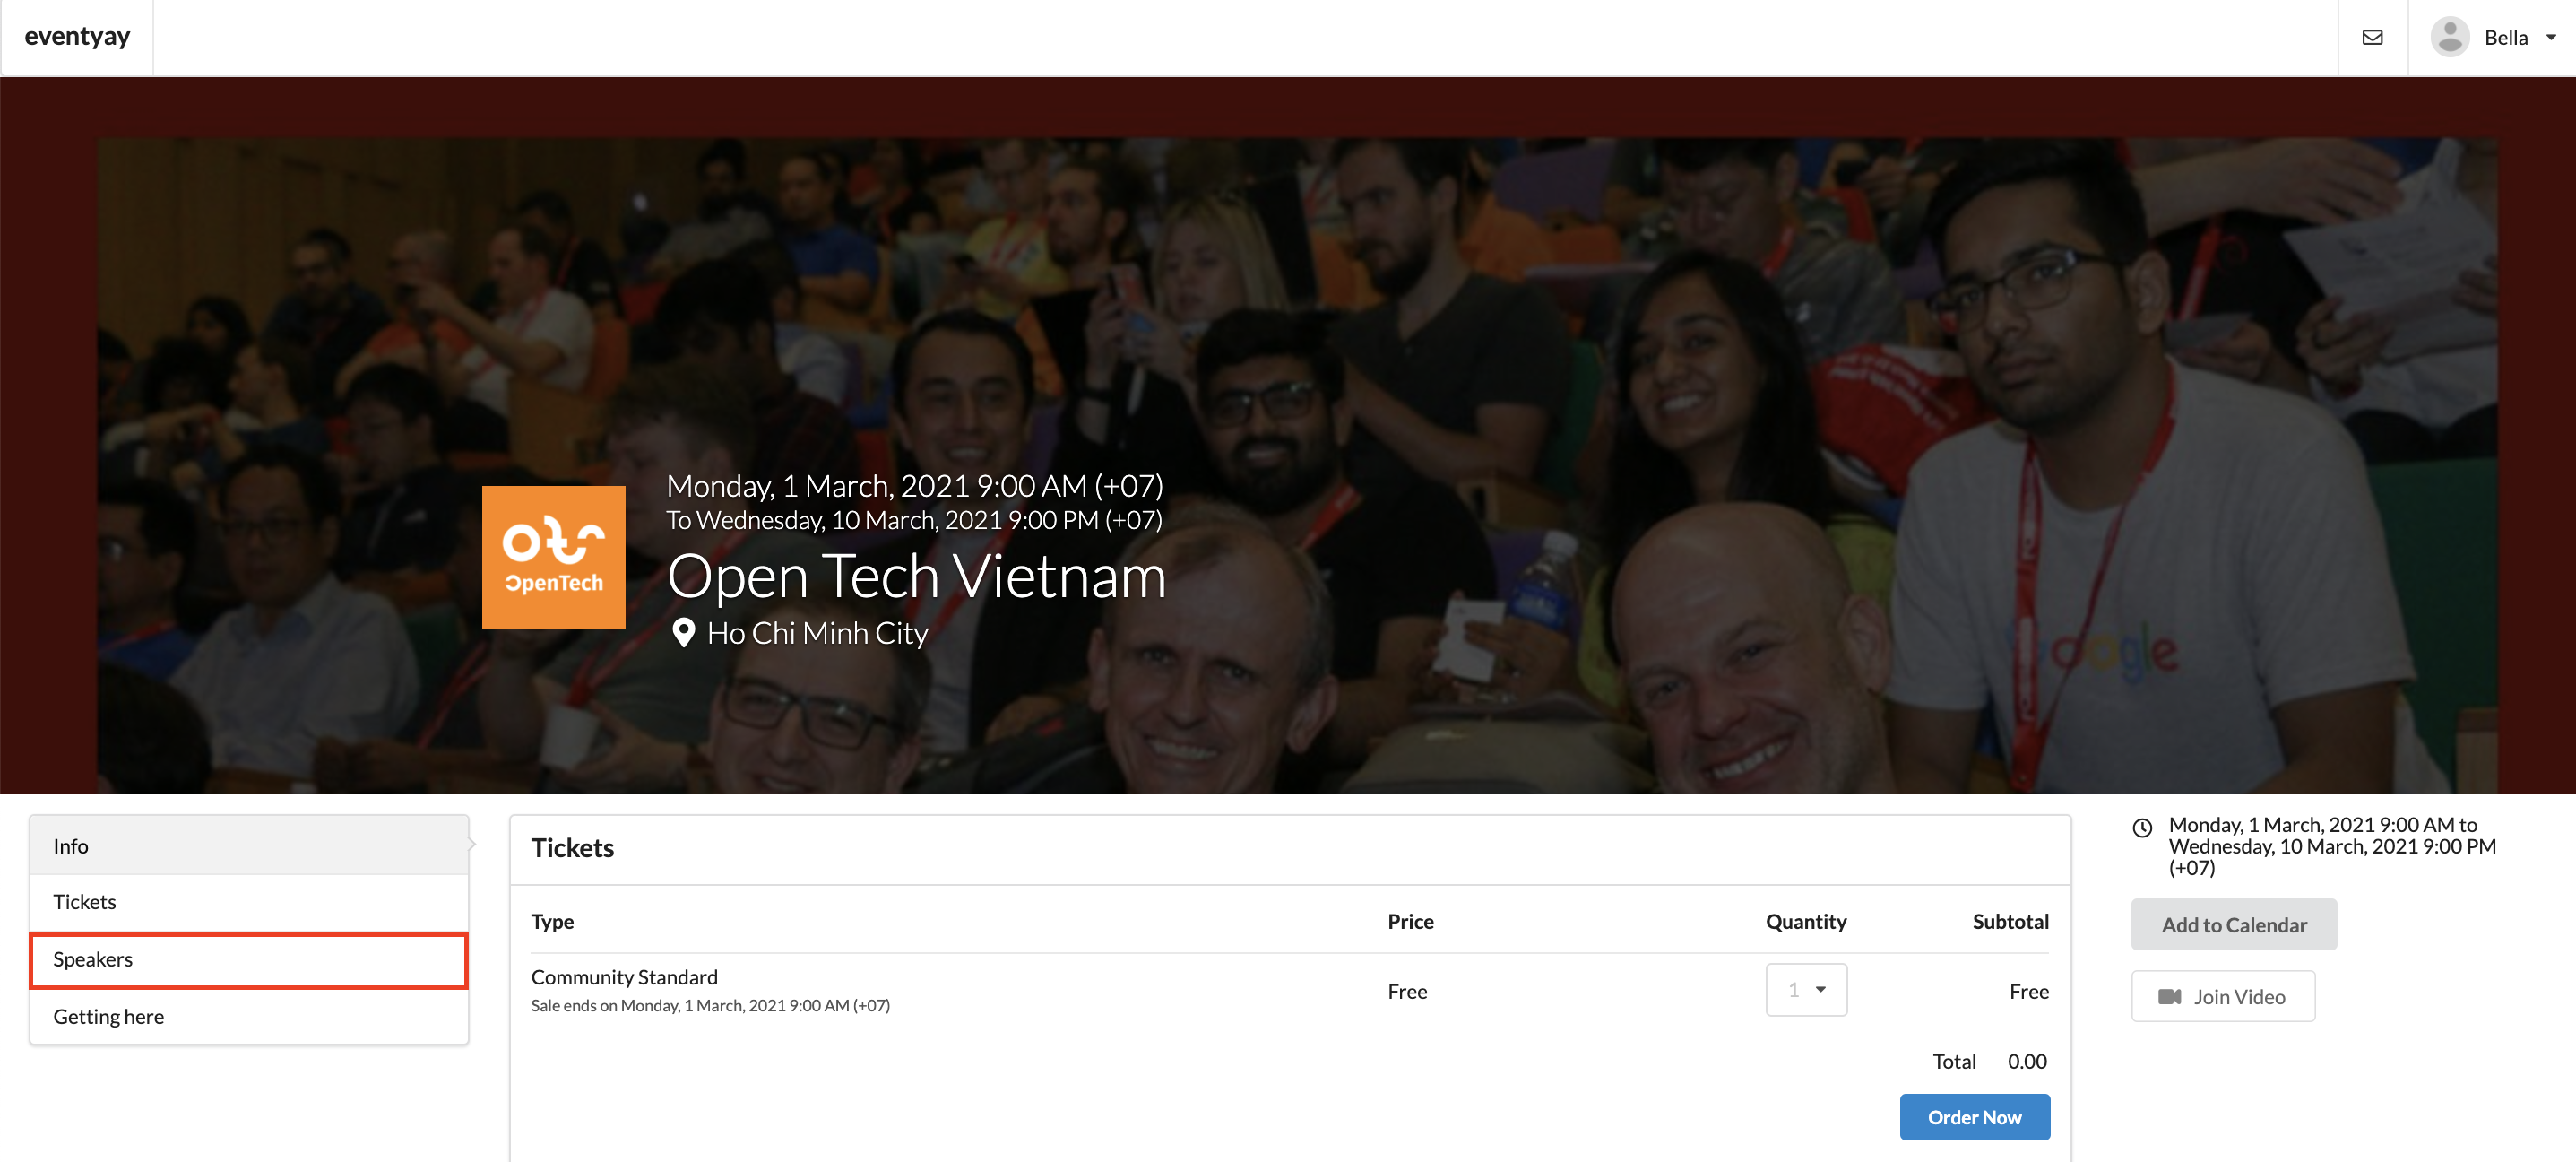 eventyay
Bella
Monday, 1 March, 2021 9:00 AM (+07)
To Wednesday, 10 March, 2021 9:00 PM (+07)
Open Tech Vietnam
Ho Chi Minh City
OpenTech
Google
Info
Tickets
Speakers
Getting here
Tickets
Type Price Quantity Subtotal
Community Standard
Sale ends on Monday, 1 March, 2021 9:00 AM (+07)
Free
1
Free
Total 0.00
Order Now
Monday, 1 March, 2021 9:00 AM to
Wednesday, 10 March, 2021 9:00 PM
(+07)
Add to Calendar
Join Video